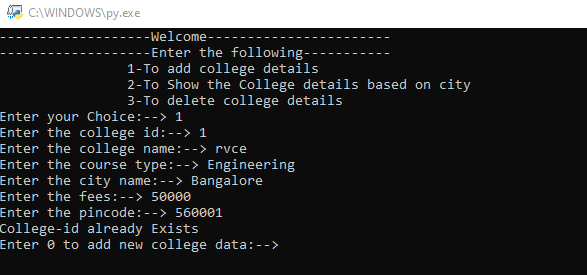 C:\WINDOWS\py.exe
-------------------Welcome-----------------------
-------------------Enter the following-----------
                1-To add college details
                2-To Show the College details based on city
                3-To delete college details
Enter your Choice:--> 1
Enter the college id:--> 1
Enter the college name:--> rvce
Enter the course type:--> Engineering
Enter the city name:--> Bangalore
Enter the fees:--> 50000
Enter the pincode:--> 560001
College-id already Exists
Enter 0 to add new college data:-->